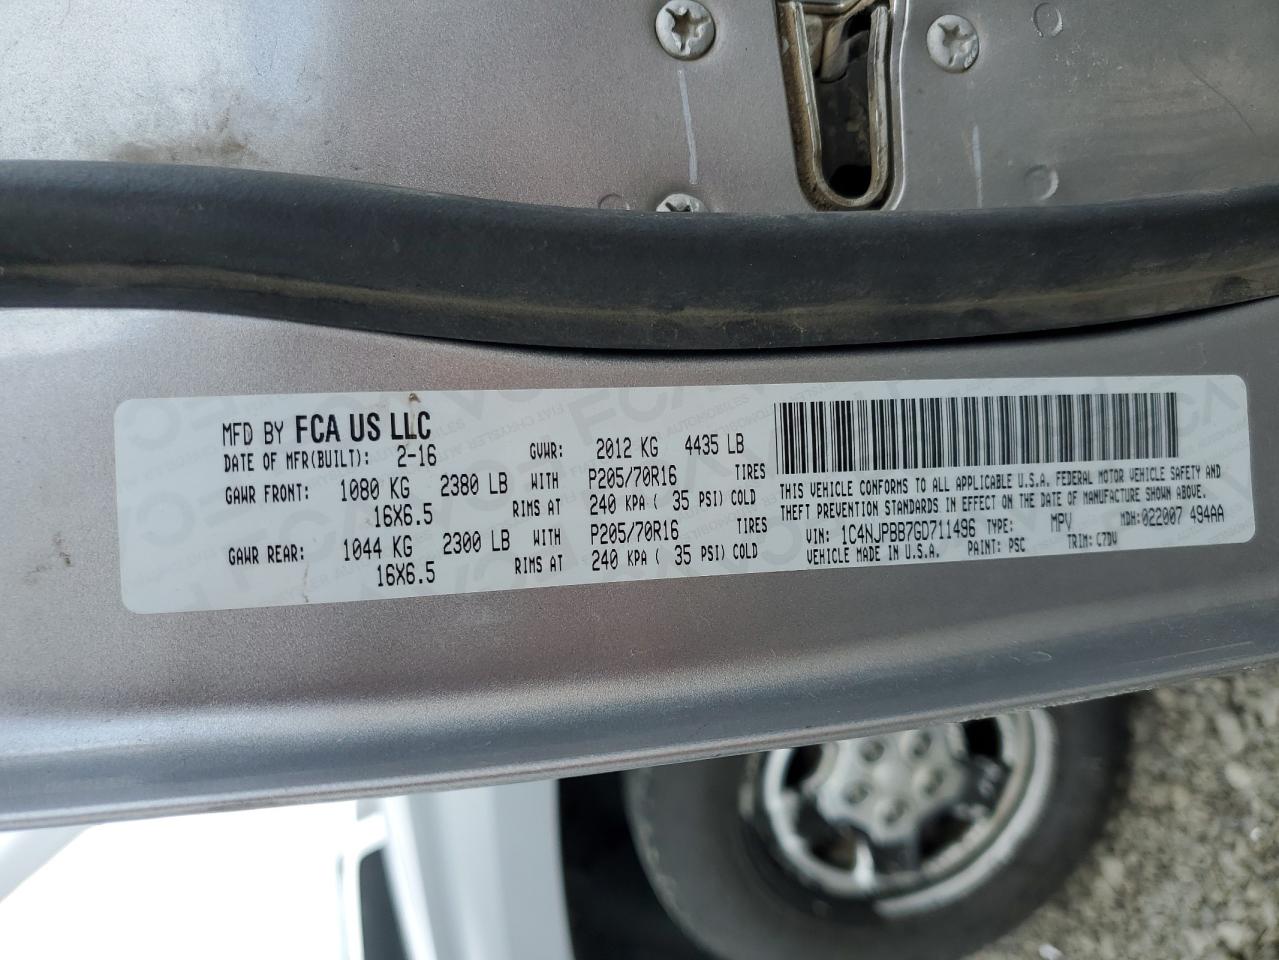 MFD BY FCA US LLC
DATE OF MFR(BUILT): 2-16 GVWR: 2012 KG 4435 LB
GAWR FRONT: 1080 KG 2380 LB WITH P205/70R16 TIRES
16X6.5 RIMS AT 240 KPA ( 35 PSI) COLD
GAWR REAR: 1044 KG 2300 LB WITH P205/70R16 TIRES
16X6.5 RIMS AT 240 KPA ( 35 PSI) COLD
THIS VEHICLE CONFORMS TO ALL APPLICABLE U.S.A. FEDERAL MOTOR VEHICLE SAFETY AND
THEFT PREVENTION STANDARDS IN EFFECT ON THE DATE OF MANUFACTURE SHOWN ABOVE.
VIN: 1C4NJPBB7GD711496 TYPE: MPV MDH:022007 494AA
VEHICLE MADE IN U.S.A. PAINT: PSC TRIM: C7DV